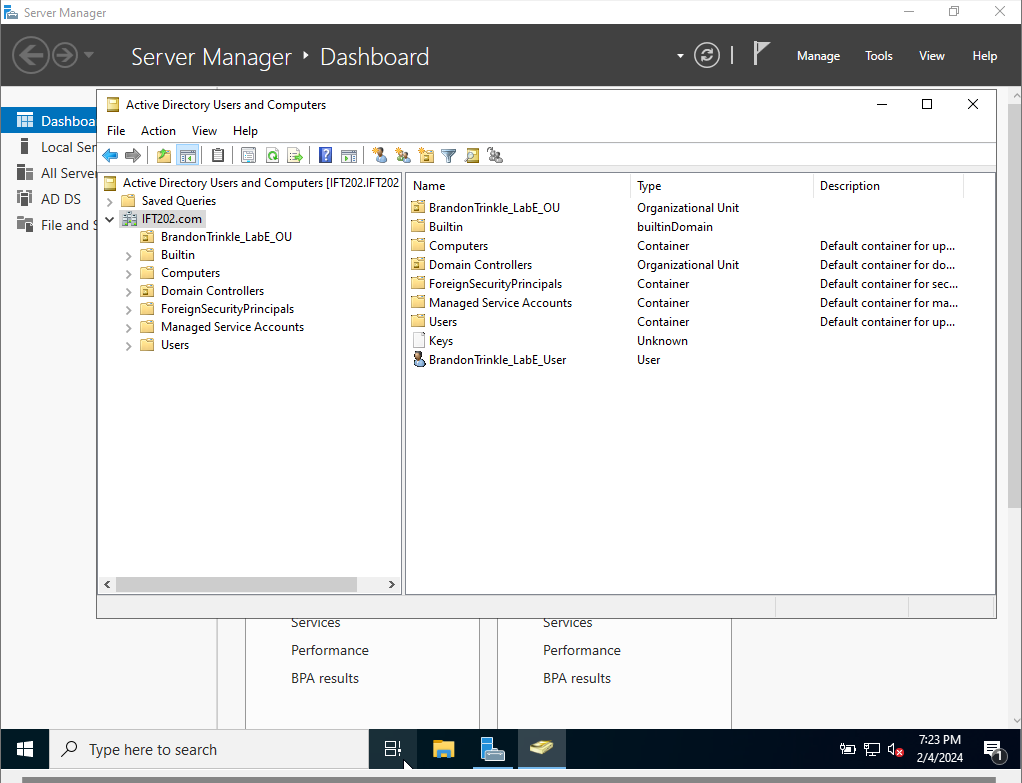 Server Manager
Server Manager • Dashboard
Manage Tools View Help
Dashboa
Local Ser
All Server
AD DS
File and S
Active Directory Users and Computers
File Action View Help
Active Directory Users and Computers [IFT202.IFT202
Saved Queries
IFT202.com
BrandonTrinkle_LabE_OU
Builtin
Computers
Domain Controllers
ForeignSecurityPrincipals
Managed Service Accounts
Users
Name Type Description
BrandonTrinkle_LabE_OU Organizational Unit
Builtin builtinDomain
Computers Container Default container for up...
Domain Controllers Organizational Unit Default container for do...
ForeignSecurityPrincipals Container Default container for sec...
Managed Service Accounts Container Default container for ma...
Users Container Default container for up...
Keys Unknown
BrandonTrinkle_LabE_User User
Services Services
Performance Performance
BPA results BPA results
Type here to search
7:23 PM
2/4/2024
1